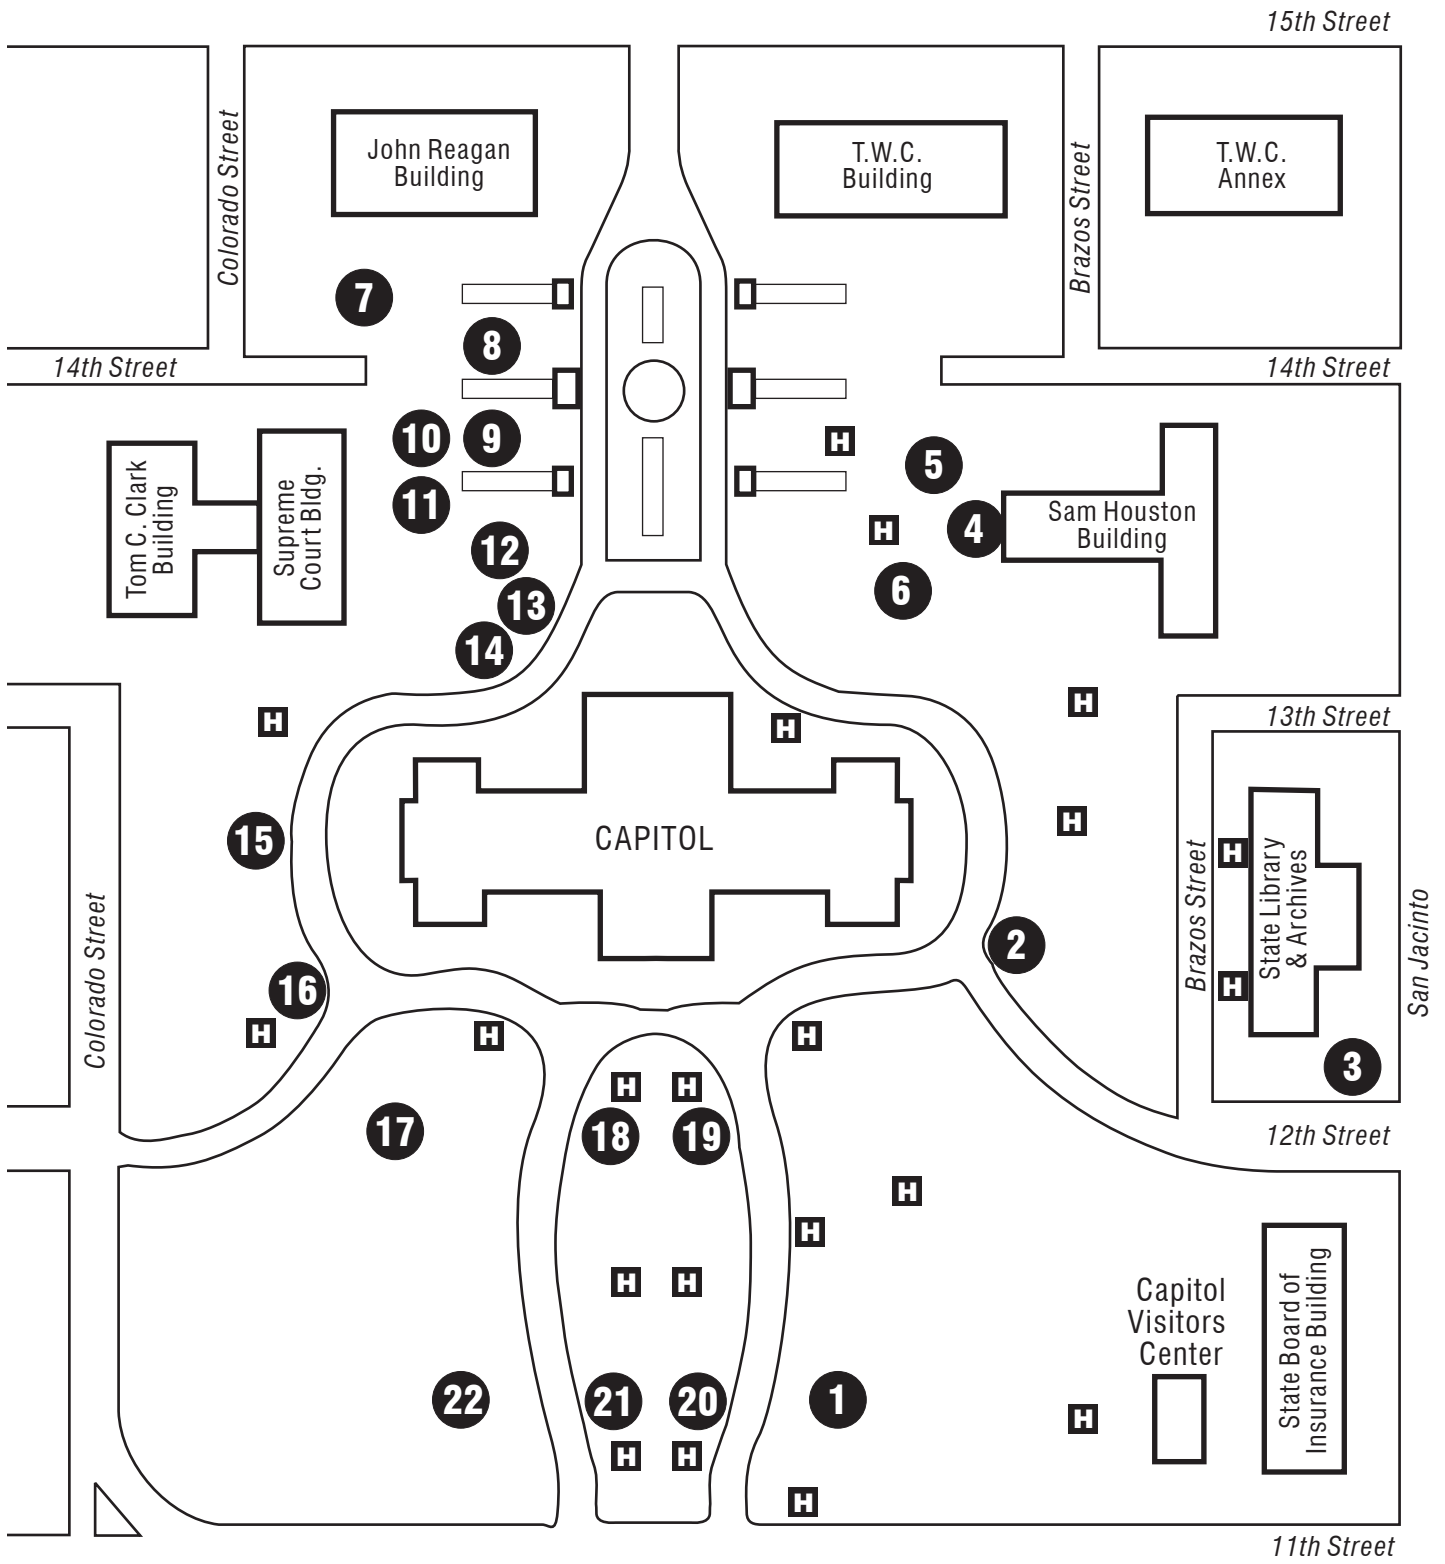 15th Street
Colorado Street
John Reagan
Building
T.W.C.
Building
Brazos Street
T.W.C.
Annex
7
8
14th Street
14th Street
10
9
H
5
11
Tom C. Clark
Building
Supreme
Court Bldg.
12
H
4
Sam Houston
Building
13
6
14
H
H
H
13th Street
15
CAPITOL
H
Brazos Street
H
State Library
& Archives
H
San Jacinto
Colorado Street
2
16
H
H
H
3
H
H
17
18
19
12th Street
H
H
H
H
Capitol
Visitors
Center
State Board of
Insurance Building
22
21
20
1
H
H
H
H
11th Street